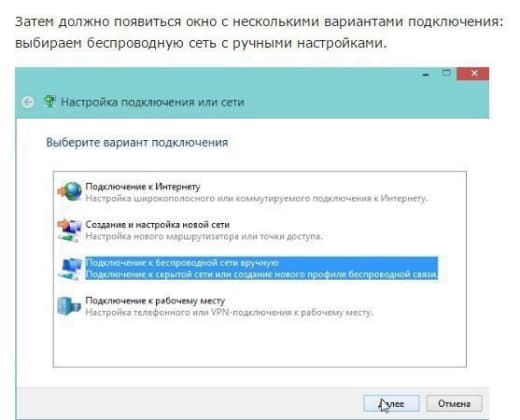 Затем должно появиться окно с несколькими вариантами подключения:
выбираем беспроводную сеть с ручными настройками.
Настройка подключения или сети
Выберите вариант подключения
Подключение к Интернету
Настройка широкополосного или коммутируемого подключения к Интернету.
Создание и настройка новой сети
Настройка нового маршрутизатора или точки доступа.
Подключение к беспроводной сети вручную
Подключение к скрытой сети или создание нового профиля беспроводной связи.
Подключение к рабочему месту
Настройка телефонного или VPN-подключения к рабочему месту.
Далее
Отмена